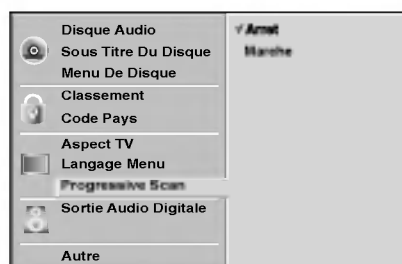 Disque Audio
Sous Titre Du Disque
Menu De Disque
Classement
Code Pays
Aspect TV
Langage Menu
Progressive Scan
Sortie Audio Digitale
Autre
√ Arret
Marche